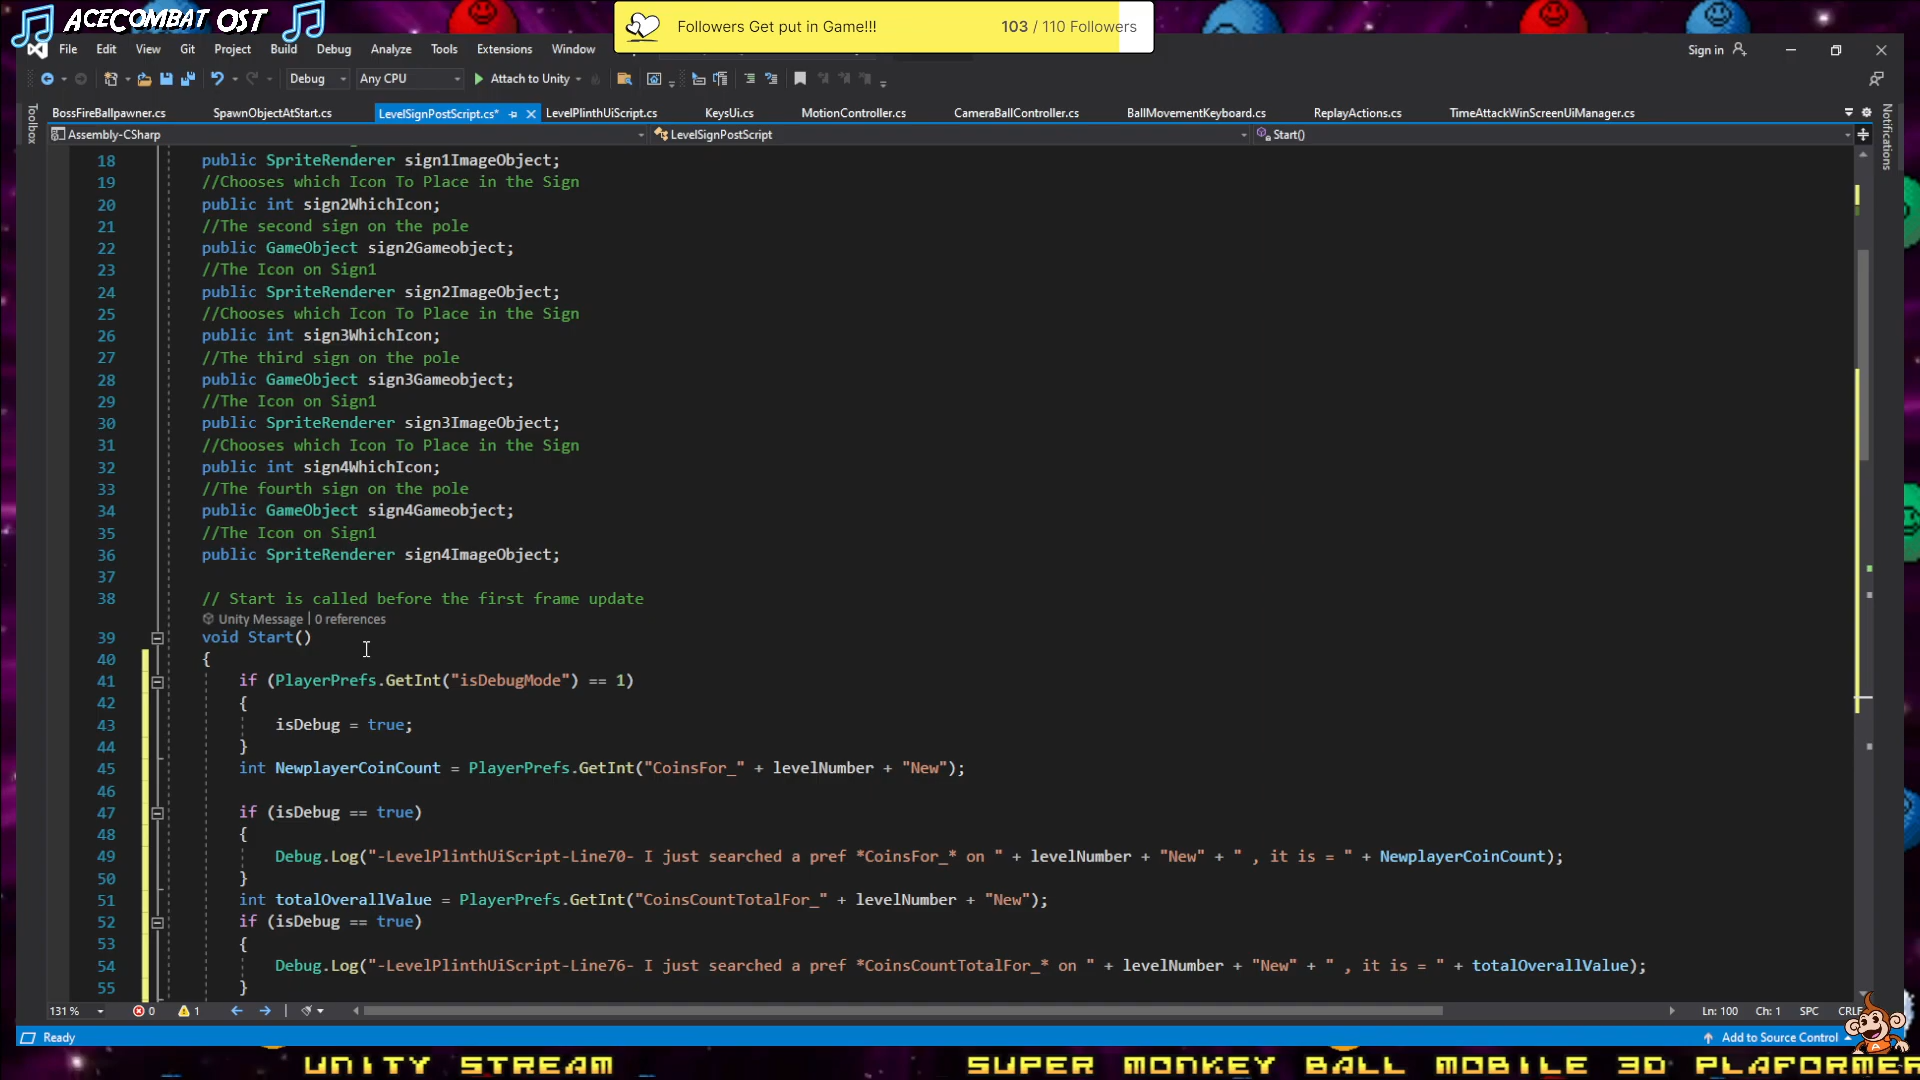 ACECOMBAT OST
Followers Get put in Game!!! 103 / 110 Followers
File Edit View Git Project Build Debug Analyze Tools Extensions Window Sign in
Debug Any CPU Attach to Unity
BossFireBallpawner.cs SpawnObjectAtStart.cs LevelSignPostScript.cs* LevelPlinthUiScript.cs KeysUi.cs MotionController.cs CameraBallController.cs BallMovementKeyboard.cs ReplayActions.cs TimeAttackWinScreenUiManager.cs
Toolbox
Notifications
Assembly-CSharp LevelSignPostScript Start()
18 public SpriteRenderer sign1ImageObject;
19 //Chooses which Icon To Place in the Sign
20 public int sign2WhichIcon;
21 //The second sign on the pole
22 public GameObject sign2Gameobject;
23 //The Icon on Sign1
24 public SpriteRenderer sign2ImageObject;
25 //Chooses which Icon To Place in the Sign
26 public int sign3WhichIcon;
27 //The third sign on the pole
28 public GameObject sign3Gameobject;
29 //The Icon on Sign1
30 public SpriteRenderer sign3ImageObject;
31 //Chooses which Icon To Place in the Sign
32 public int sign4WhichIcon;
33 //The fourth sign on the pole
34 public GameObject sign4Gameobject;
35 //The Icon on Sign1
36 public SpriteRenderer sign4ImageObject;
37
38 // Start is called before the first frame update
Unity Message | 0 references
39 void Start()
40 {
41 if (PlayerPrefs.GetInt("isDebugMode") == 1)
42 {
43 isDebug = true;
44 }
45 int NewplayerCoinCount = PlayerPrefs.GetInt("CoinsFor_" + levelNumber + "New");
46
47 if (isDebug == true)
48 {
49 Debug.Log("-LevelPlinthUiScript-Line70- I just searched a pref *CoinsFor_* on " + levelNumber + "New" + " , it is = " + NewplayerCoinCount);
50 }
51 int totalOverallValue = PlayerPrefs.GetInt("CoinsCountTotalFor_" + levelNumber + "New");
52 if (isDebug == true)
53 {
54 Debug.Log("-LevelPlinthUiScript-Line76- I just searched a pref *CoinsCountTotalFor_* on " + levelNumber + "New" + " , it is = " + totalOverallValue);
55 }
131 % 0 1 Ln: 100 Ch: 1 SPC CRLF
Ready Add to Source Control
UNITY STREAM SUPER MONKEY BALL MOBILE 3D PLAFORMER